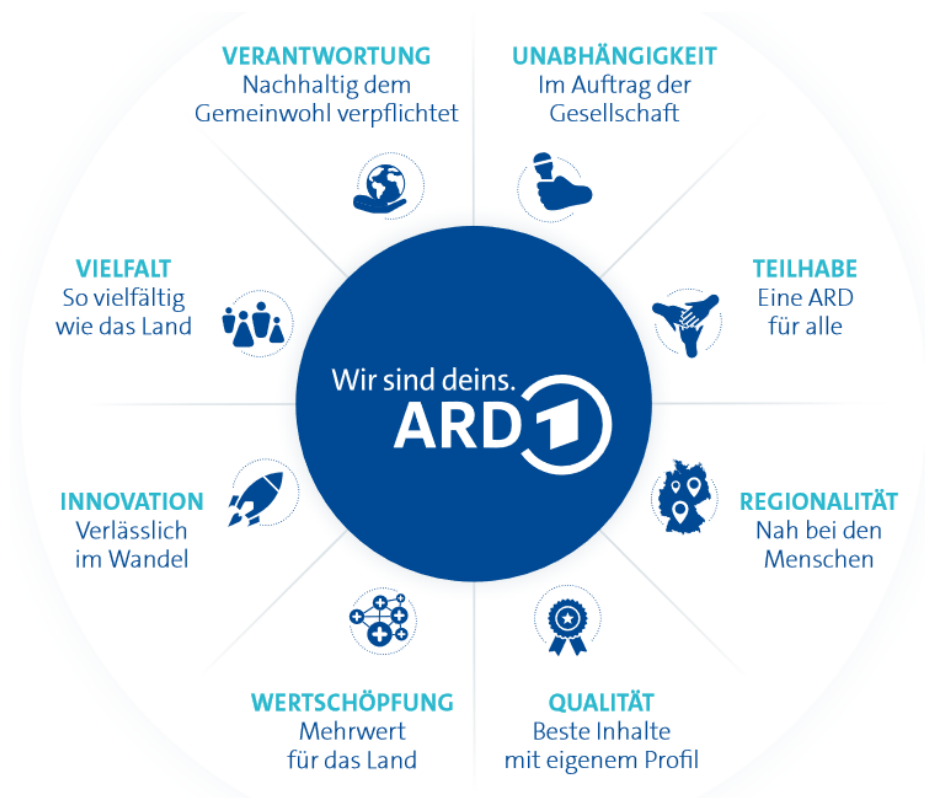 VERANTWORTUNG
Nachhaltig dem
Gemeinwohl verpflichtet
UNABHÄNGIGKEIT
Im Auftrag der
Gesellschaft
VIELFALT
So vielfältig
wie das Land
TEILHABE
Eine ARD
für alle
Wir sind deins.
ARD 1
INNOVATION
Verlässlich
im Wandel
REGIONALITÄT
Nah bei den
Menschen
WERTSCHÖPFUNG
Mehrwert
für das Land
QUALITÄT
Beste Inhalte
mit eigenem Profil